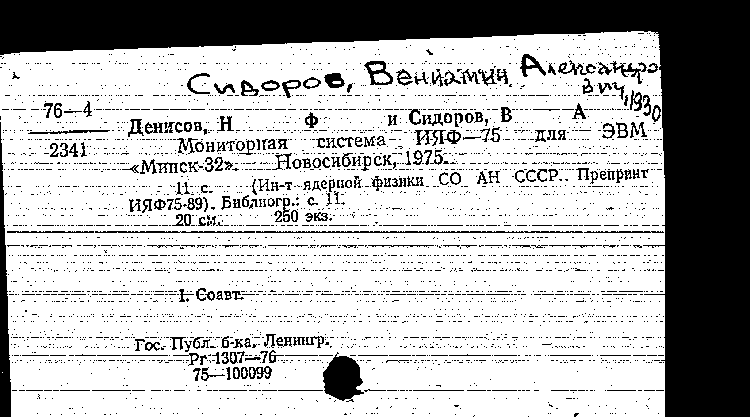 Сидоров, Вениамин Александро
вич, 1930
76—4
2341
Денисов, Н Ф и Сидоров, В А
Мониторная система ИЯФ—75 для ЭВМ
«Минск-32». Новосибирск, 1975.
11 с. (Ин-т ядерной физики СО АН СССР. Препринт
ИЯФ75-89). Библиогр.: с. 11.
20 см. 250 экз.
I. Соавт.
Гос. Публ. б-ка. Ленингр.
Рг 1307—76
75—100099